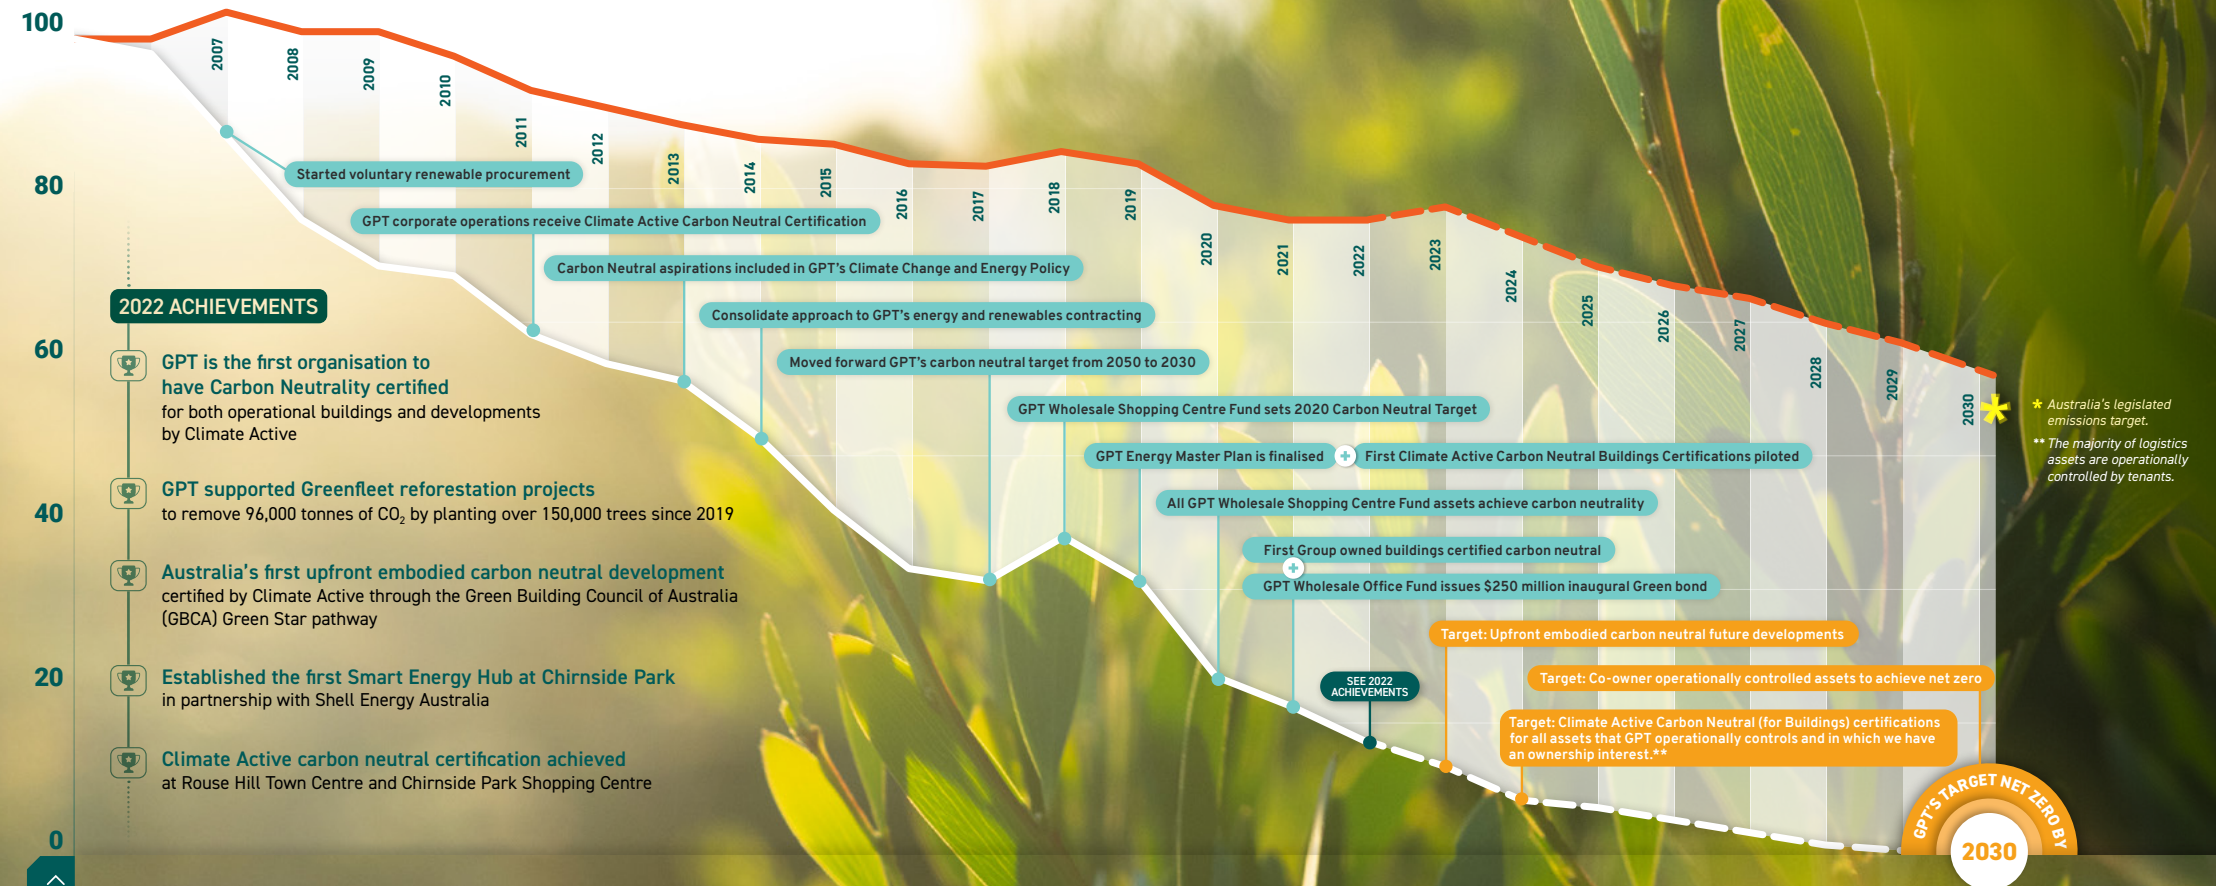 100
80
60
40
20
0
2007
2008
2009
2010
2011
2012
2013
2014
2015
2016
2017
2018
2019
2020
2021
2022
2023
2024
2025
2026
2027
2028
2029
2030
Started voluntary renewable procurement
GPT corporate operations receive Climate Active Carbon Neutral Certification
Carbon Neutral aspirations included in GPT's Climate Change and Energy Policy
Consolidate approach to GPT's energy and renewables contracting
Moved forward GPT's carbon neutral target from 2050 to 2030
GPT Wholesale Shopping Centre Fund sets 2020 Carbon Neutral Target
GPT Energy Master Plan is finalised + First Climate Active Carbon Neutral Buildings Certifications piloted
All GPT Wholesale Shopping Centre Fund assets achieve carbon neutrality
First Group owned buildings certified carbon neutral
+
GPT Wholesale Office Fund issues $250 million inaugural Green bond
SEE 2022
ACHIEVEMENTS
Target: Upfront embodied carbon neutral future developments
Target: Co-owner operationally controlled assets to achieve net zero
Target: Climate Active Carbon Neutral (for Buildings) certifications
for all assets that GPT operationally controls and in which we have
an ownership interest.**
GPT'S TARGET NET ZERO BY
2030
*
* Australia's legislated
emissions target.
** The majority of logistics
assets are operationally
controlled by tenants.
2022 ACHIEVEMENTS
GPT is the first organisation to
have Carbon Neutrality certified
for both operational buildings and developments
by Climate Active
GPT supported Greenfleet reforestation projects
to remove 96,000 tonnes of CO₂ by planting over 150,000 trees since 2019
Australia's first upfront embodied carbon neutral development
certified by Climate Active through the Green Building Council of Australia
(GBCA) Green Star pathway
Established the first Smart Energy Hub at Chirnside Park
in partnership with Shell Energy Australia
Climate Active carbon neutral certification achieved
at Rouse Hill Town Centre and Chirnside Park Shopping Centre